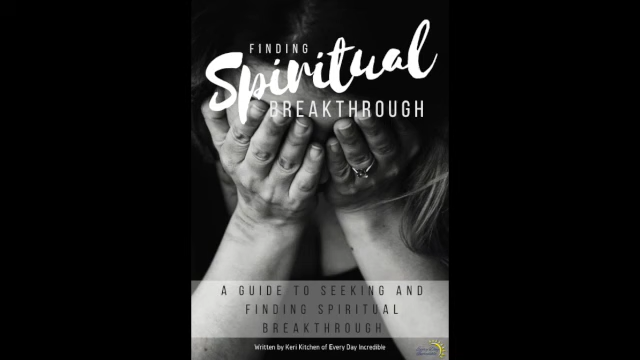 FINDING
Spiritual
BREAKTHROUGH
A GUIDE TO SEEKING AND
FINDING SPIRITUAL
BREAKTHROUGH
Written by Keri Kitchen of Every Day Incredible